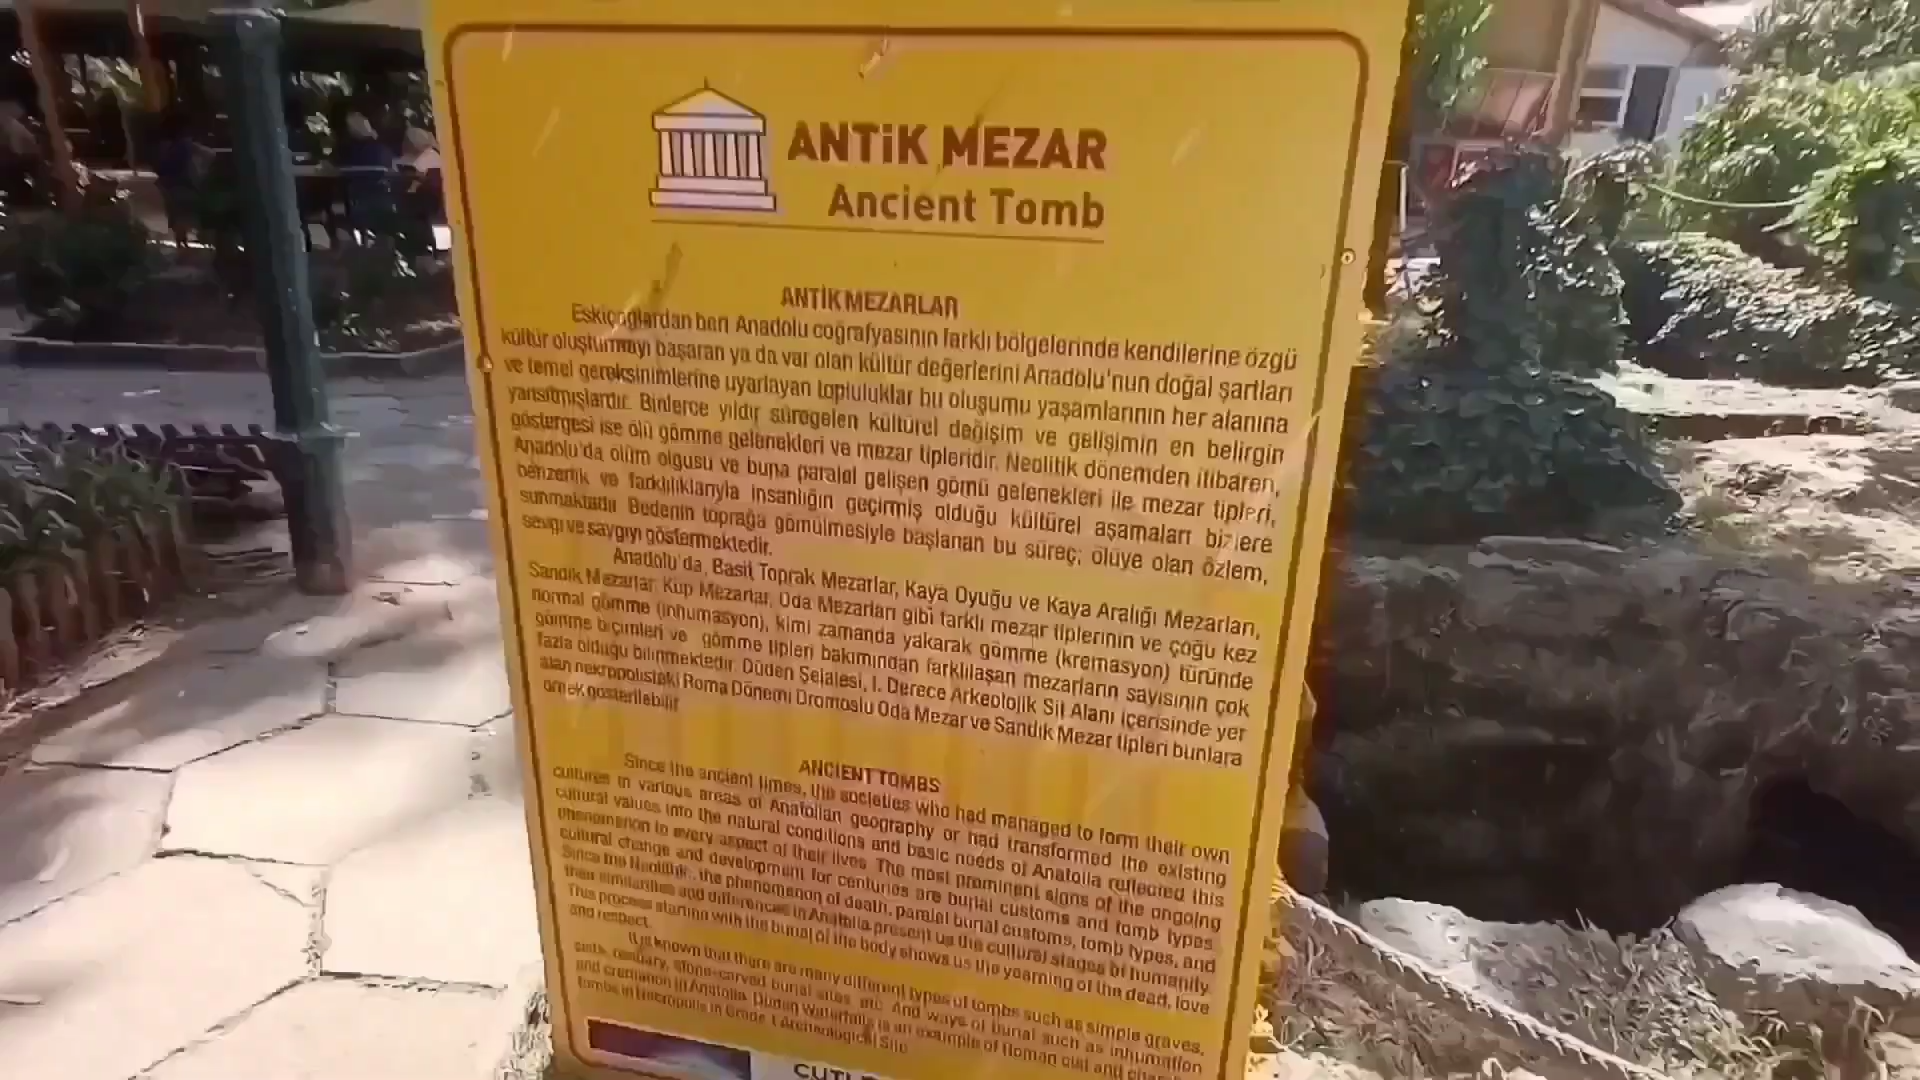 ANTİK MEZAR
Ancient Tomb
ANTİK MEZARLAR
Eskiçağlardan beri Anadolu coğrafyasının farklı bölgelerinde kendilerine özgü
kültür oluşturmayı başaran ya da var olan kültür değerlerini Anadolu'nun doğal şartları
ve temel gereksinimlerine uyarlayan topluluklar bu oluşumu yaşamlarının her alanına
yansıtmışlardır. Binlerce yıldır süregelen kültürel değişim ve gelişimin en belirgin
göstergesi ise ölü gömme gelenekleri ve mezar tipleridir. Neolitik dönemden itibaren,
Anadolu'da ölüm olgusu ve buna paralel gelişen gömü gelenekleri ile mezar tipleri,
benzerlik ve farklılıklarıyla insanlığın geçirmiş olduğu kültürel aşamaları bizlere
sunmaktadır. Bedenin toprağa gömülmesiyle başlanan bu süreç; ölüye olan özlem,
sevgi ve saygıyı göstermektedir.
Anadolu'da, Basit Toprak Mezarlar, Kaya Oyuğu ve Kaya Aralığı Mezarları,
Sandık Mezarlar, Küp Mezarlar, Oda Mezarları gibi farklı mezar tiplerinin ve çoğu kez
normal gömme (inhumasyon), kimi zamanda yakarak gömme (kremasyon) türünde
gömme biçimleri ve gömme tipleri bakımından farklılaşan mezarların sayısının çok
fazla olduğu bilinmektedir. Düden Şelalesi, I. Derece Arkeolojik Sit Alanı içerisinde yer
alan nekropolisteki Roma Dönemi Dromoslu Oda Mezar ve Sandık Mezar tipleri bunlara
örnek gösterilebilir.
ANCIENT TOMBS
Since the ancient times, the societies who had managed to form their own
cultures in various areas of Anatolian geography or had transformed the existing
cultural values into the natural conditions and basic needs of Anatolia reflected this
phenomenon to every aspect of their lives. The most prominent signs of the ongoing
cultural change and development for centuries are burial customs and tomb types.
Since the Neolithic, the phenomenon of death, paralel burial customs, tomb types, and
their similarities and differences in Anatolia present us the cultural stages of humanity.
This process starting with the burial of the body shows us the yearning of the dead, love
and respect.
It is known that there are many different types of tombs such as simple graves,
stone-carved burial sites, etc. And ways of burial such as inhumation
and cremation in Anatolia. Düden Waterfalls is an example of Roman cist and
tombs in Necropolis in Grade 1 Archeological Site